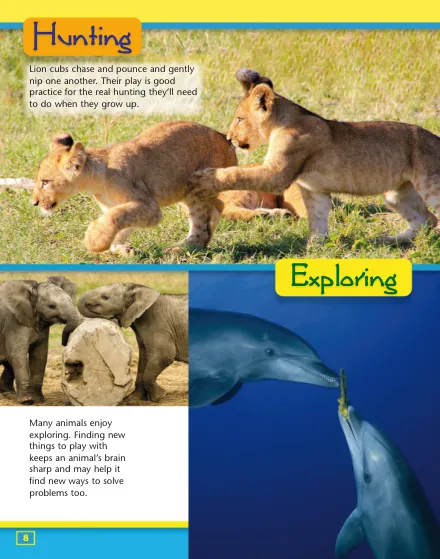 Hunting
Lion cubs chase and pounce and gently
nip one another. Their play is good
practice for the real hunting they'll need
to do when they grow up.
Exploring
Many animals enjoy
exploring. Finding new
things to play with
keeps an animal's brain
sharp and may help it
find new ways to solve
problems too.
8